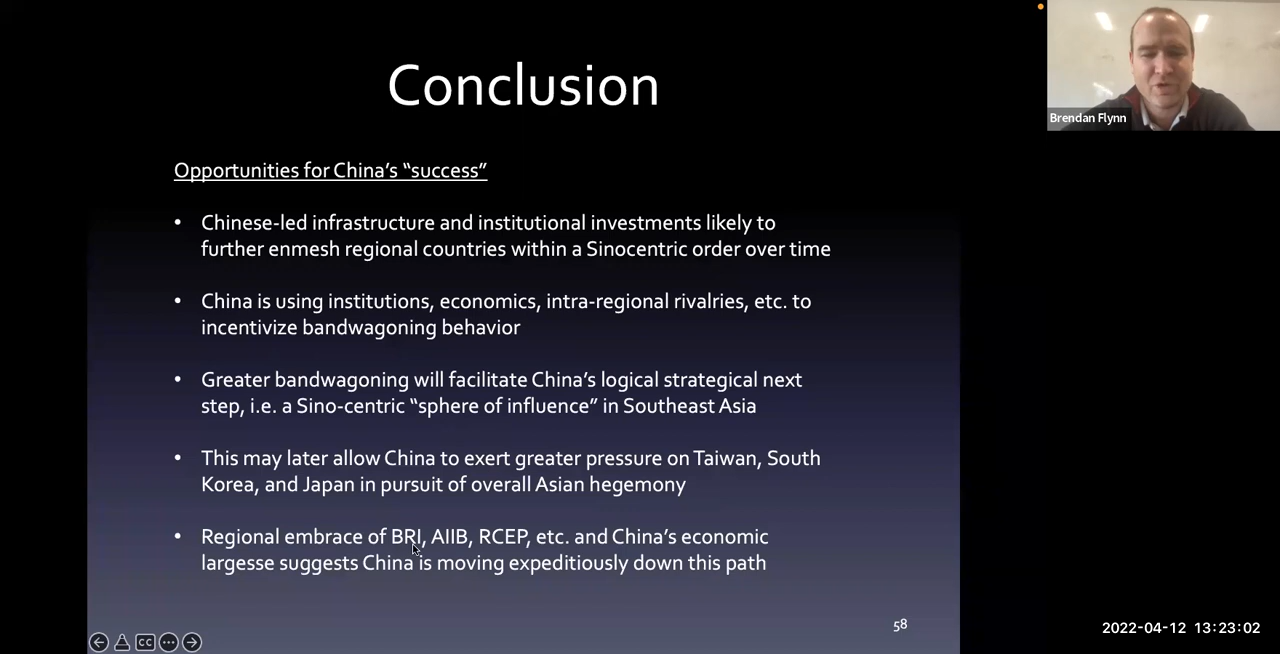 Conclusion
Brendan Flynn
Opportunities for China’s “success”
• Chinese-led infrastructure and institutional investments likely to
further enmesh regional countries within a Sinocentric order over time
• China is using institutions, economics, intra-regional rivalries, etc. to
incentivize bandwagoning behavior
• Greater bandwagoning will facilitate China’s logical strategical next
step, i.e. a Sino-centric “sphere of influence” in Southeast Asia
• This may later allow China to exert greater pressure on Taiwan, South
Korea, and Japan in pursuit of overall Asian hegemony
• Regional embrace of BRI, AIIB, RCEP, etc. and China’s economic
largesse suggests China is moving expeditiously down this path
58
CC
2022-04-12 13:23:02